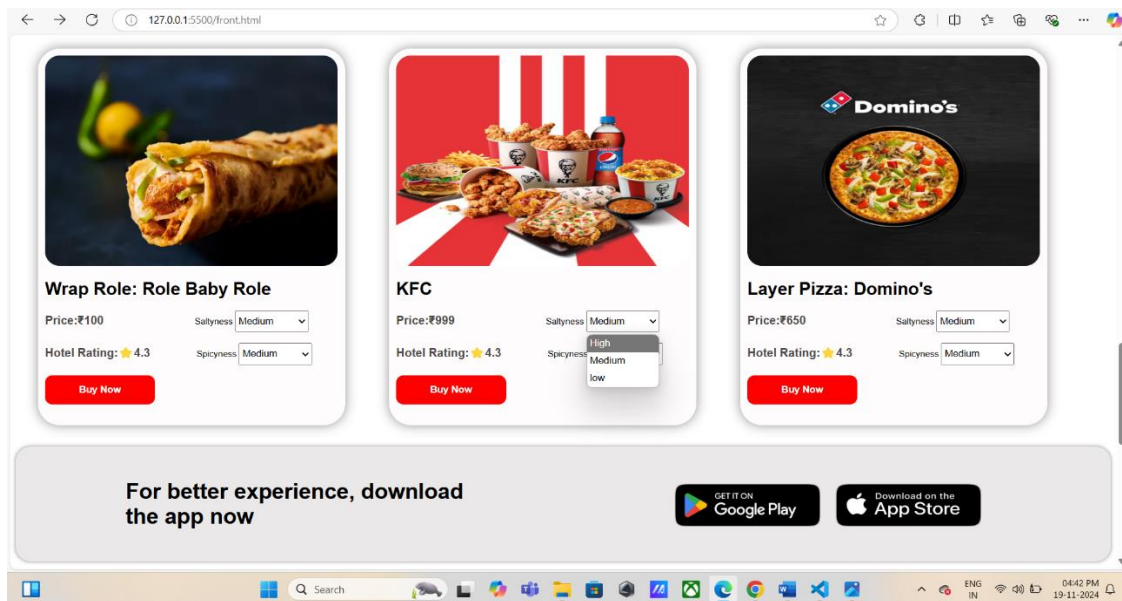 127.0.0.1:5500/front.html
Domino's
KFC
KFC
KFC
Wrap Role: Role Baby Role
Price:₹100
Saltyness Medium
Hotel Rating:⭐4.3
Spicyness Medium
Buy Now
KFC
Price:₹999
Saltyness Medium
High
Medium
low
Hotel Rating:⭐4.3
Spicyness
Buy Now
Layer Pizza: Domino's
Price:₹650
Saltyness Medium
Hotel Rating:⭐4.3
Spicyness Medium
Buy Now
For better experience, download
the app now
GET IT ON
Google Play
Download on the
App Store
Search
ENG
IN
04:42 PM
19-11-2024